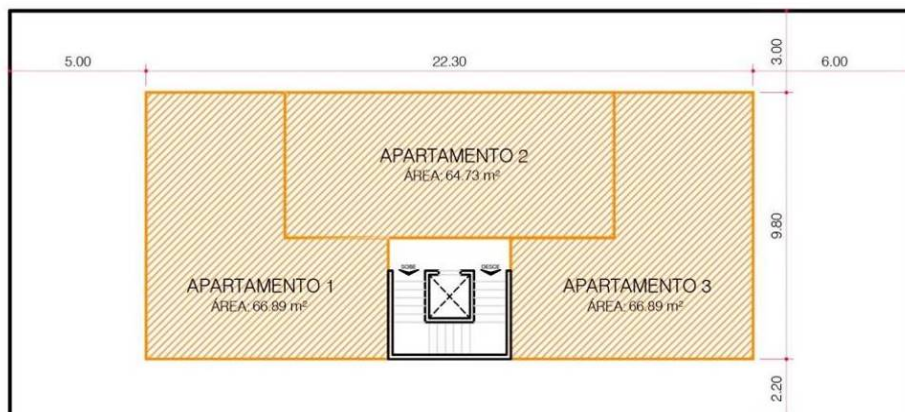 5.00
22.30
3.00
6.00
APARTAMENTO 2
ÁREA: 64.73 m²
9.80
SOBE
DESCE
APARTAMENTO 1
ÁREA: 66.89 m²
APARTAMENTO 3
ÁREA: 66.89 m²
2.20